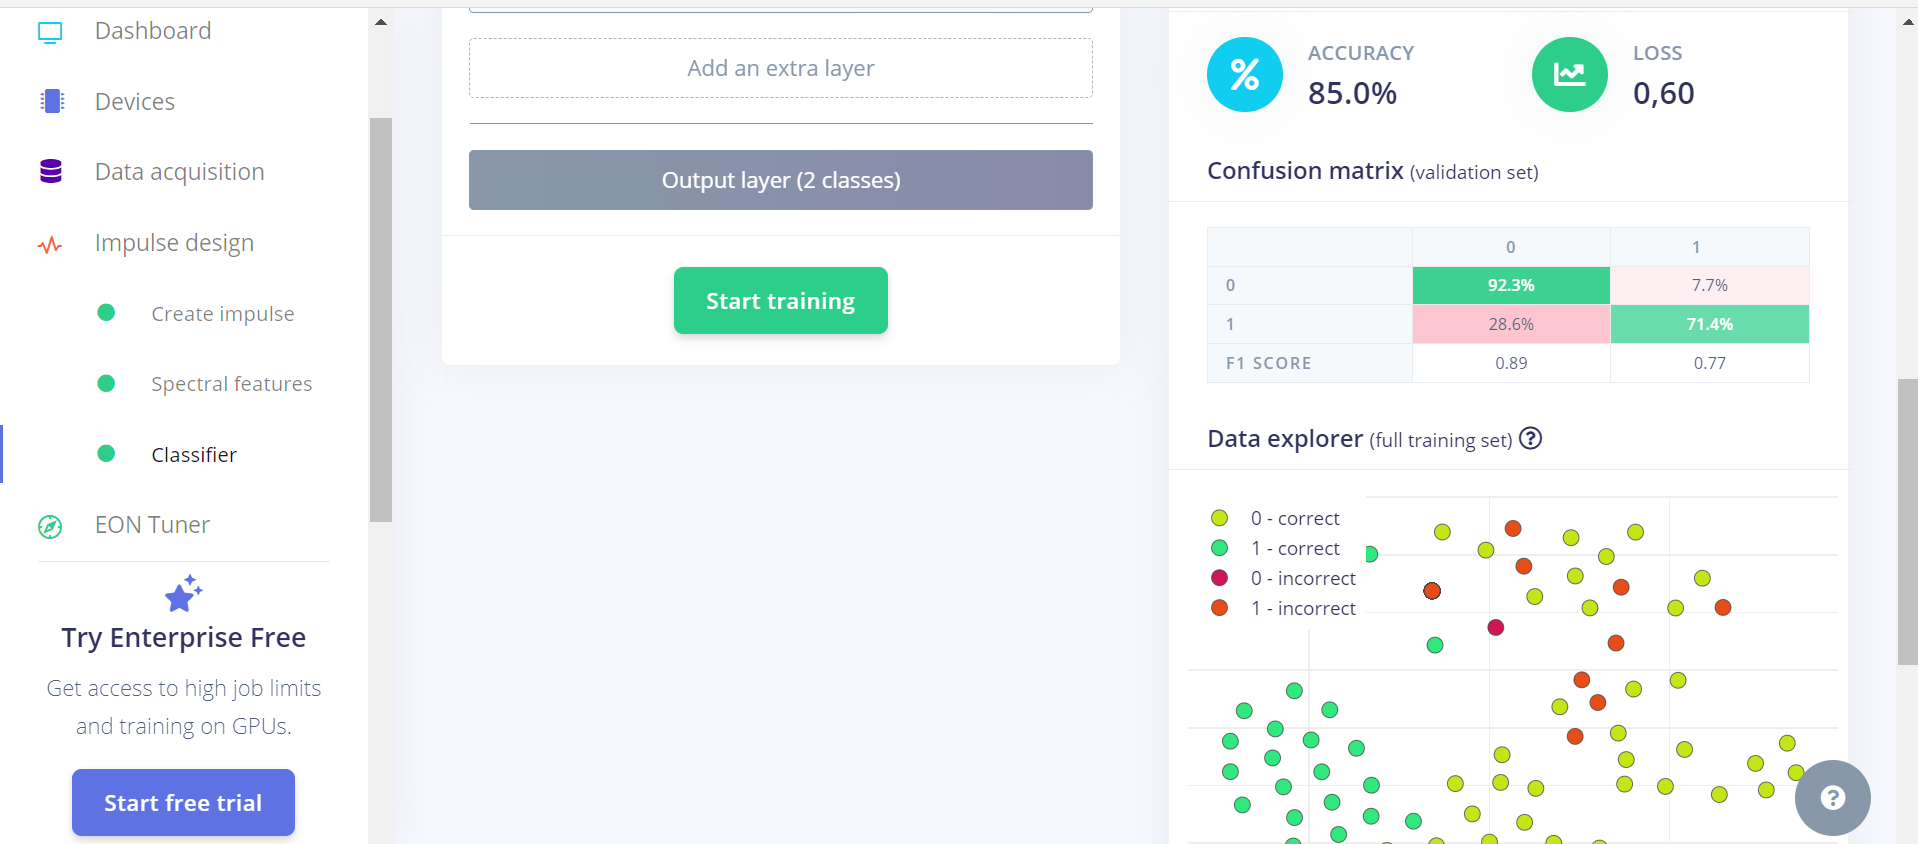 Dashboard
Devices
Data acquisition
Impulse design
Create impulse
Spectral features
Classifier
EON Tuner
Try Enterprise Free
Get access to high job limits
and training on GPUs.
Start free trial
Add an extra layer
Output layer (2 classes)
Start training
% ACCURACY
85.0%
LOSS
0,60
Confusion matrix (validation set)
0 1
0 92.3% 7.7%
1 28.6% 71.4%
F1 SCORE 0.89 0.77
Data explorer (full training set) ?
0 - correct
1 - correct
0 - incorrect
1 - incorrect
?